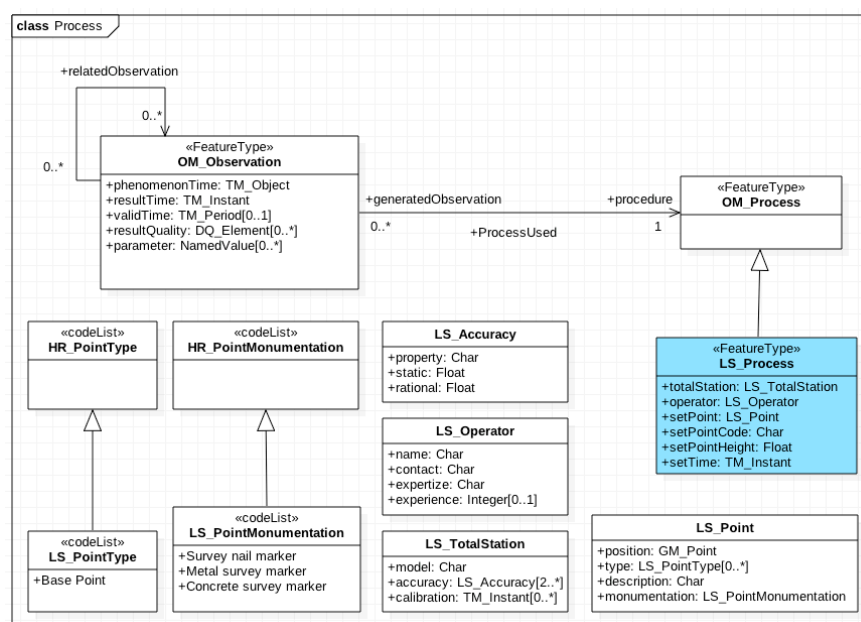 class Process
+relatedObservation
0..*
0..*
«FeatureType»
OM_Observation
+phenomenonTime: TM_Object
+resultTime: TM_Instant
+validTime: TM_Period[0..1]
+resultQuality: DQ_Element[0..*]
+parameter: NamedValue[0..*]
+generatedObservation
0..*
+ProcessUsed
+procedure
1
«FeatureType»
OM_Process
«codeList»
HR_PointType
«codeList»
HR_PointMonumentation
LS_Accuracy
+property: Char
+static: Float
+rational: Float
«FeatureType»
LS_Process
+totalStation: LS_TotalStation
+operator: LS_Operator
+setPoint: LS_Point
+setPointCode: Char
+setPointHeight: Float
+setTime: TM_Instant
LS_Operator
+name: Char
+contact: Char
+expertize: Char
+experience: Integer[0..1]
«codeList»
LS_PointType
+Base Point
«codeList»
LS_PointMonumentation
+Survey nail marker
+Metal survey marker
+Concrete survey marker
LS_TotalStation
+model: Char
+accuracy: LS_Accuracy[2..*]
+calibration: TM_Instant[0..*]
LS_Point
+position: GM_Point
+type: LS_PointType[0..*]
+description: Char
+monumentation: LS_PointMonumentation